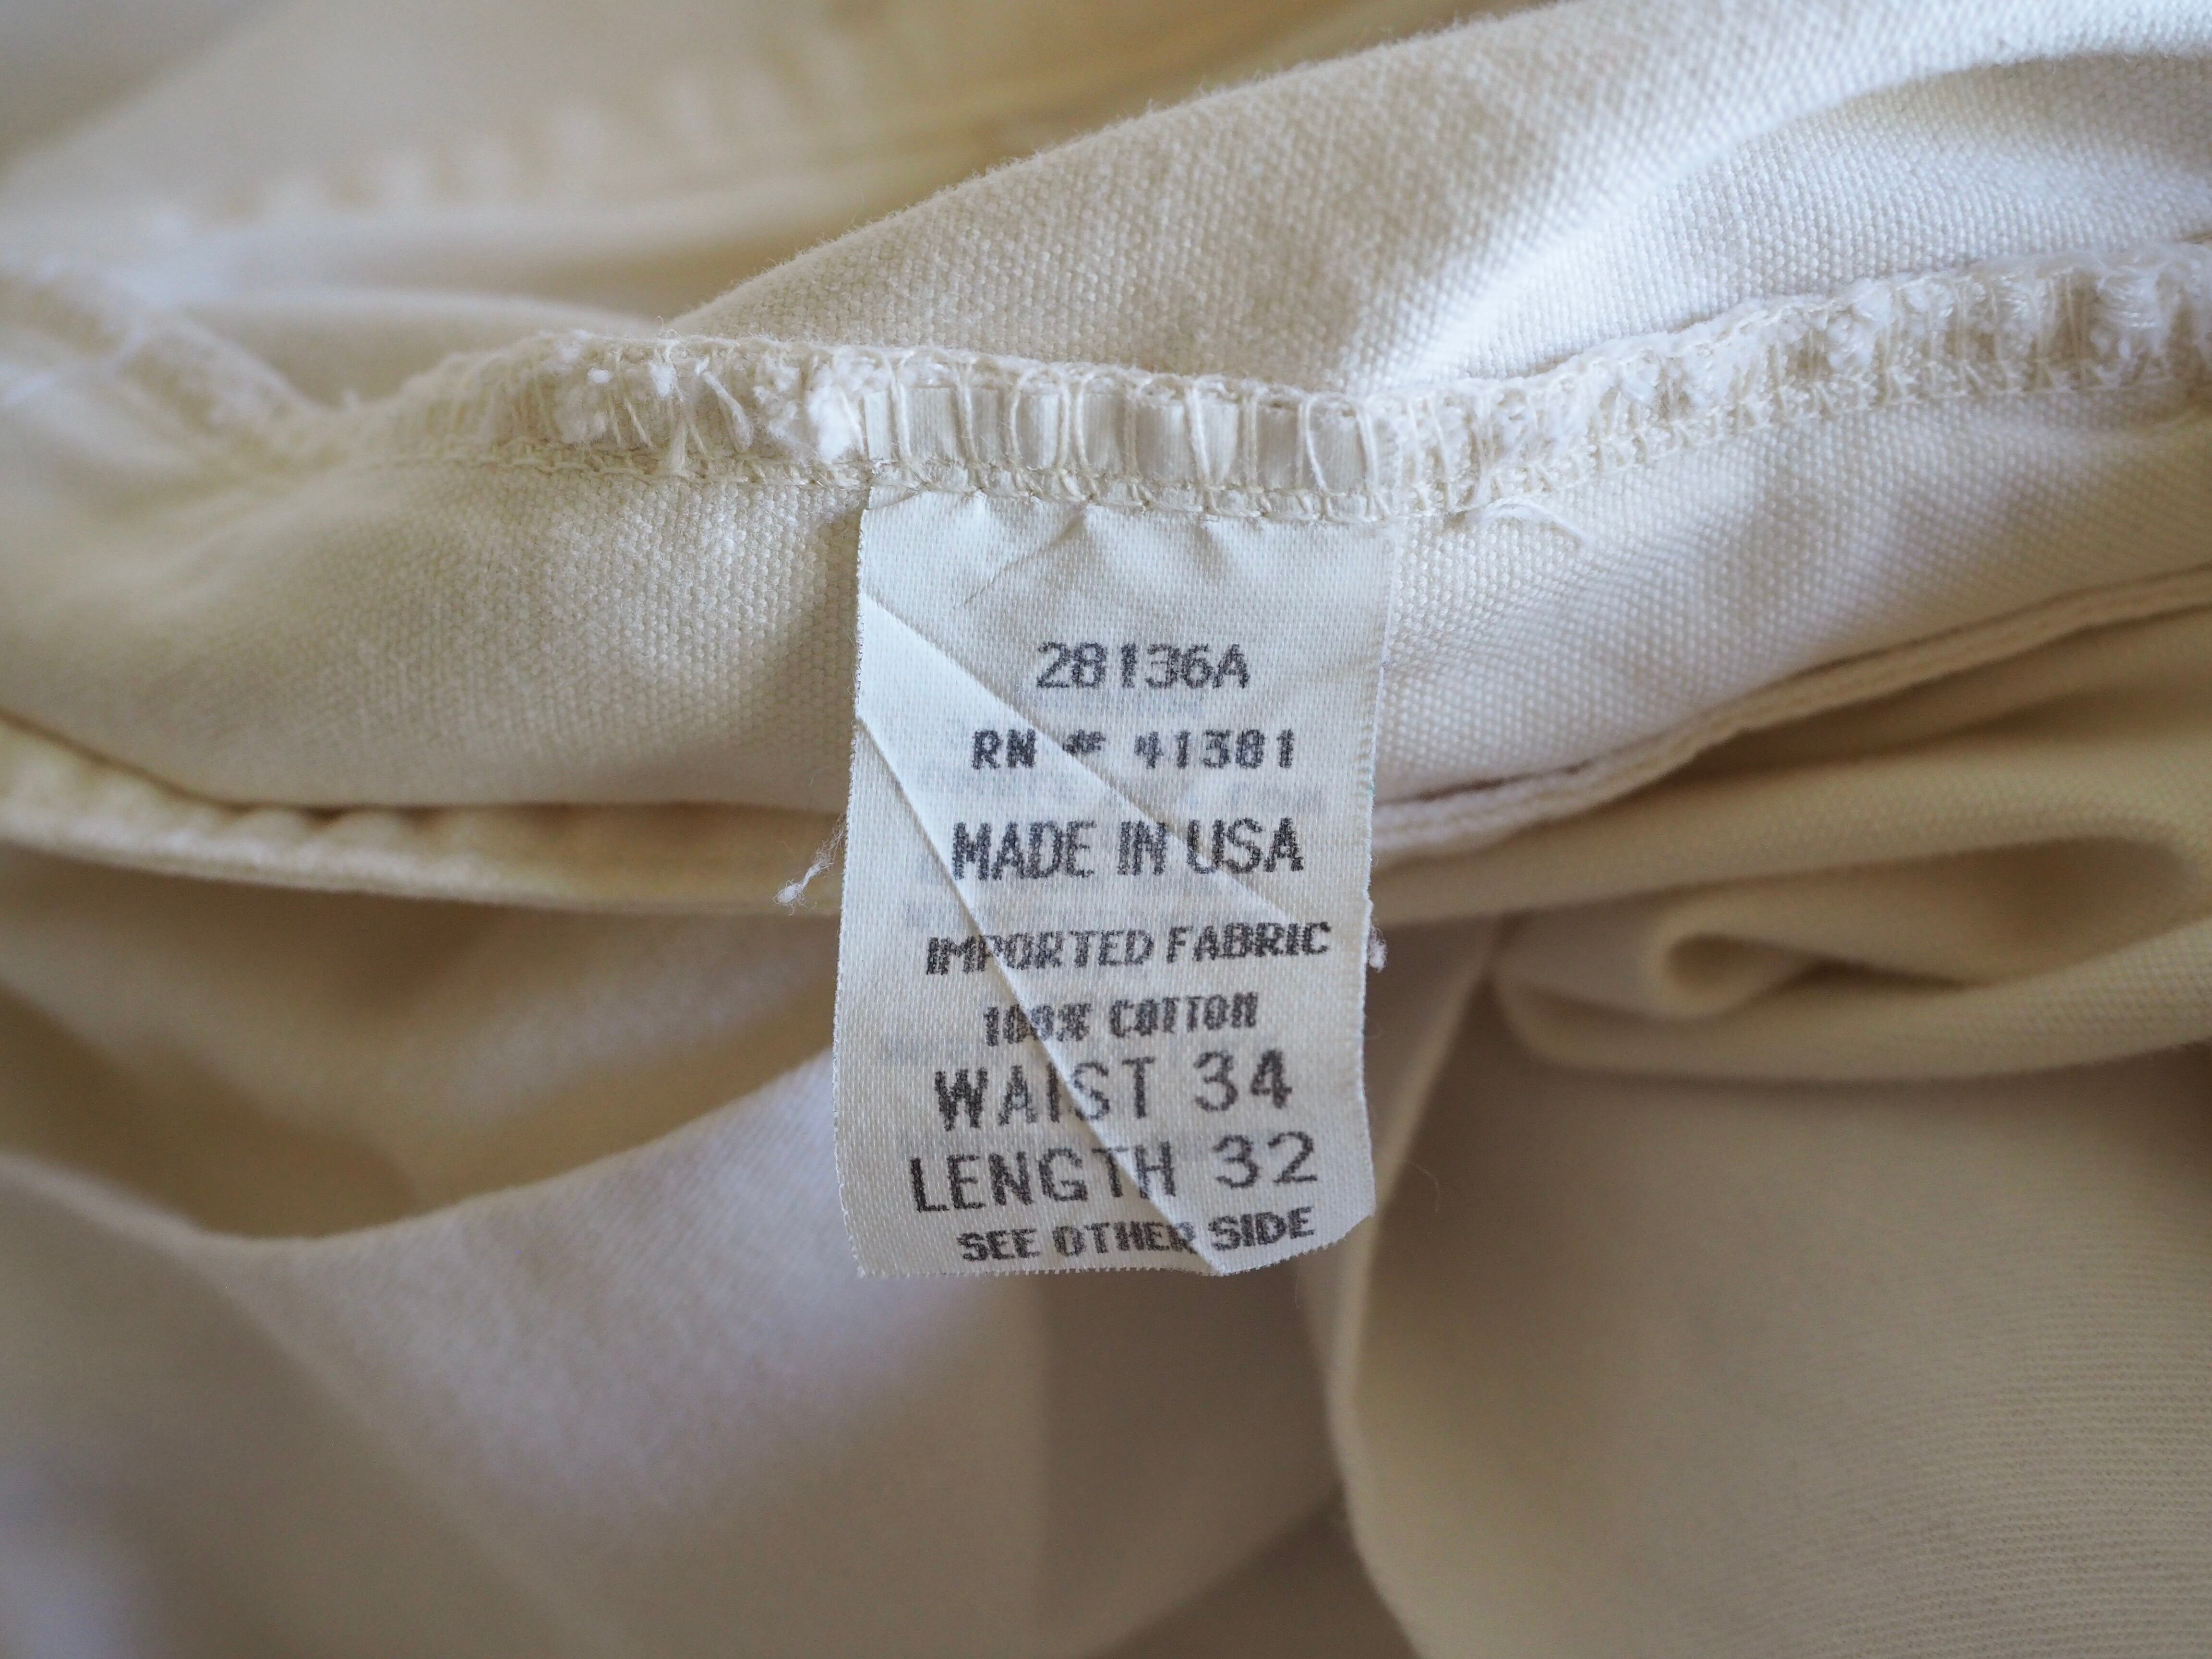 28136A
RN # 41381
MADE IN USA
IMPORTED FABRIC
100% COTTON
WAIST 34
LENGTH 32
SEE OTHER SIDE